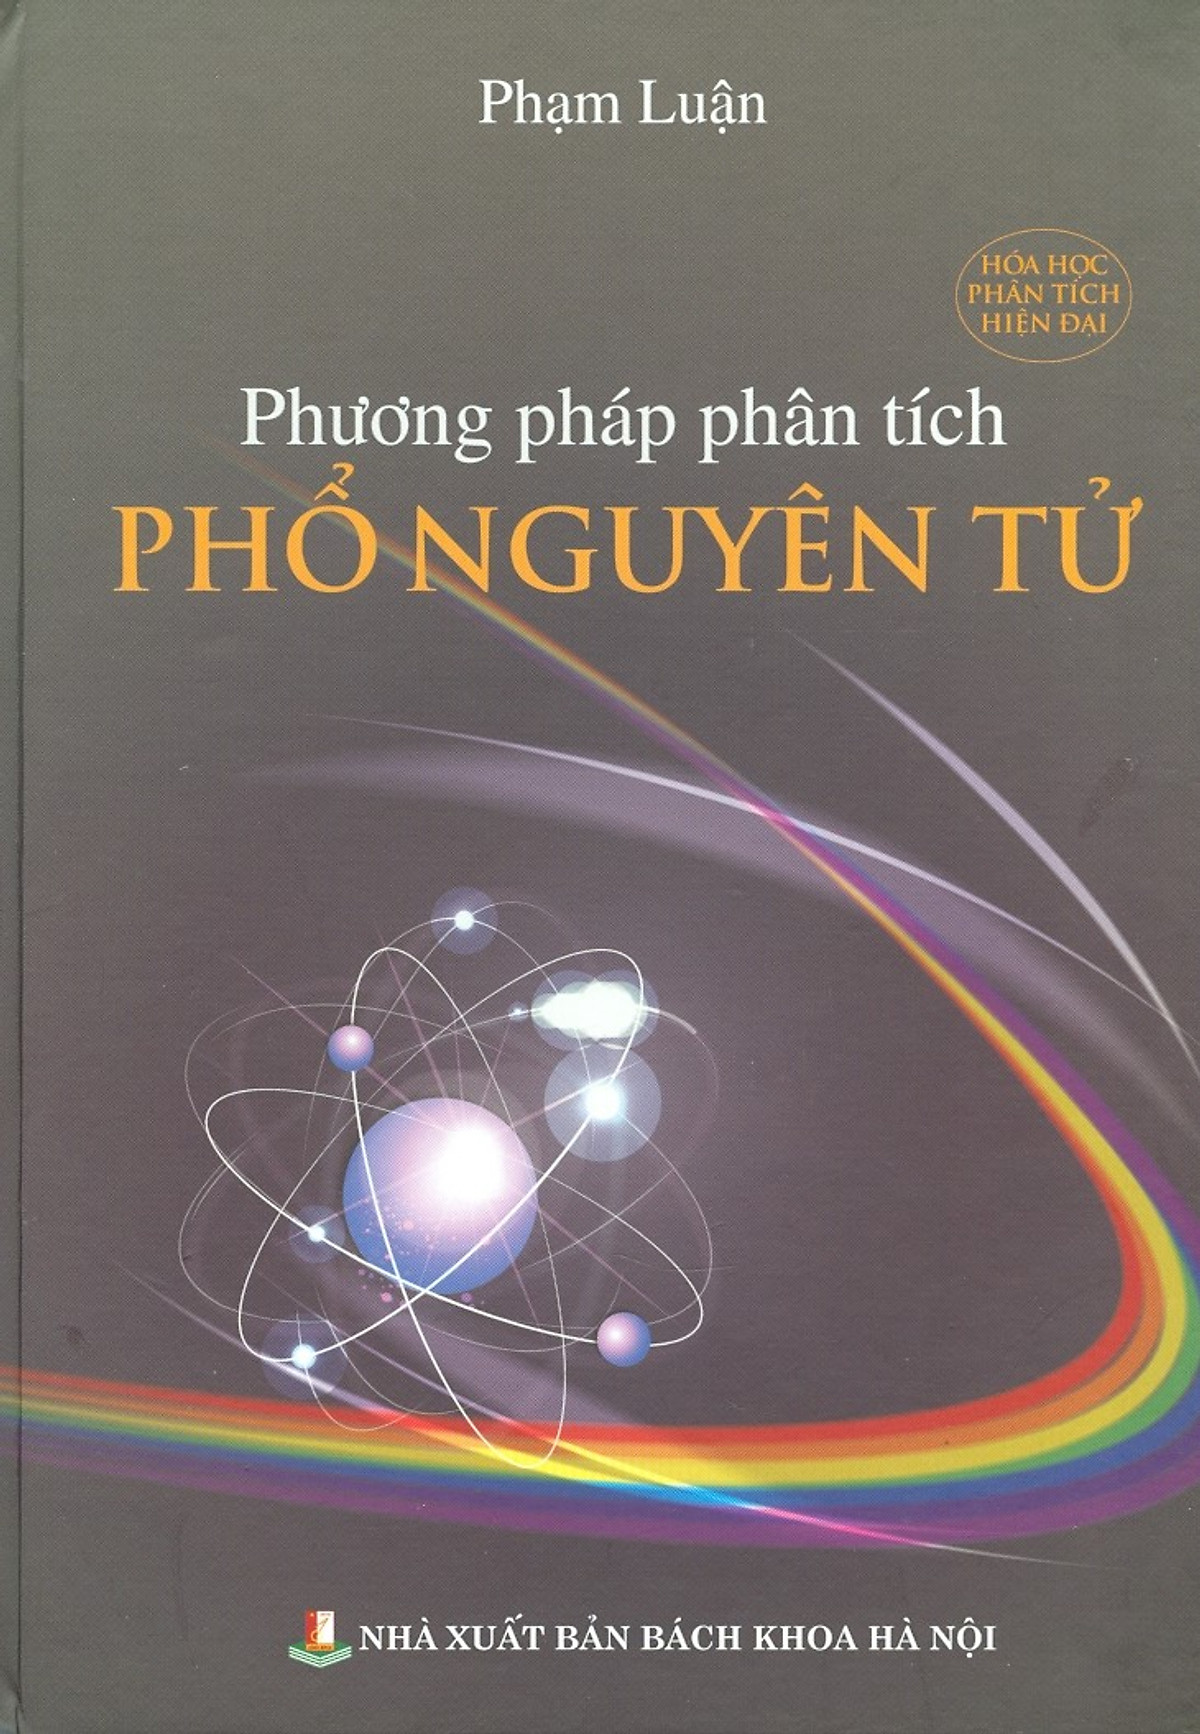 Phạm Luận
HÓA HỌC
PHÂN TÍCH
HIỆN ĐẠI
Phương pháp phân tích
PHỔ NGUYÊN TỬ
NHÀ XUẤT BẢN BÁCH KHOA HÀ NỘI